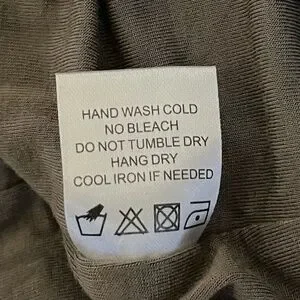 HAND WASH COLD
NO BLEACH
DO NOT TUMBLE DRY
HANG DRY
COOL IRON IF NEEDED